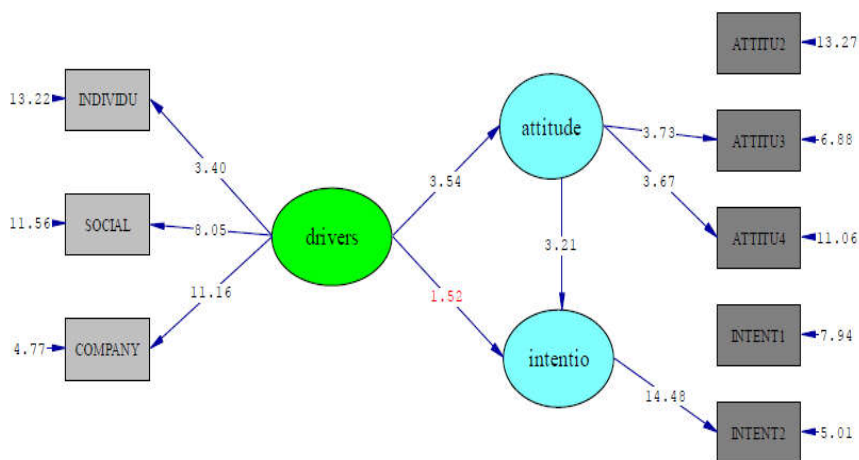 ATTITU2
13.27
13.22
INDIVIDU
attitude
3.73
ATTITU3
6.88
3.40
3.54
3.67
11.56
SOCIAL
8.05
drivers
3.21
ATTITU4
11.06
11.16
1.52
4.77
COMPANY
intentio
INTENT1
7.94
14.48
INTENT2
5.01